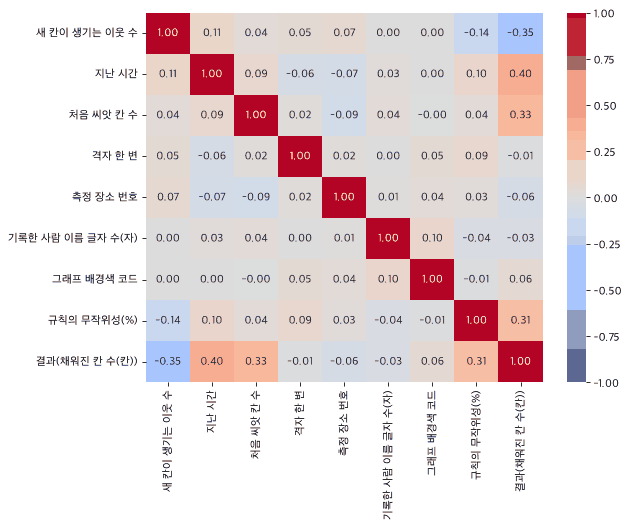 새 칸이 생기는 이웃 수 1.00 0.11 0.04 0.05 0.07 0.00 0.00 -0.14 -0.35
지난 시간 0.11 1.00 0.09 -0.06 -0.07 0.03 0.00 0.10 0.40
처음 씨앗 칸 수 0.04 0.09 1.00 0.02 -0.09 0.04 -0.00 0.04 0.33
격자 한 변 0.05 -0.06 0.02 1.00 0.02 0.00 0.05 0.09 -0.01
측정 장소 번호 0.07 -0.07 -0.09 0.02 1.00 0.01 0.04 0.03 -0.06
기록한 사람 이름 글자 수(자) 0.00 0.03 0.04 0.00 0.01 1.00 0.10 -0.04 -0.03
그래프 배경색 코드 0.00 0.00 -0.00 0.05 0.04 0.10 1.00 -0.01 0.06
규칙의 무작위성(%) -0.14 0.10 0.04 0.09 0.03 -0.04 -0.01 1.00 0.31
결과(채워진 칸 수(칸)) -0.35 0.40 0.33 -0.01 -0.06 -0.03 0.06 0.31 1.00
새 칸이 생기는 이웃 수
지난 시간
처음 씨앗 칸 수
격자 한 변
측정 장소 번호
기록한 사람 이름 글자 수(자)
그래프 배경색 코드
규칙의 무작위성(%)
결과(채워진 칸 수(칸))
1.00
0.75
0.50
0.25
0.00
-0.25
-0.50
-0.75
-1.00